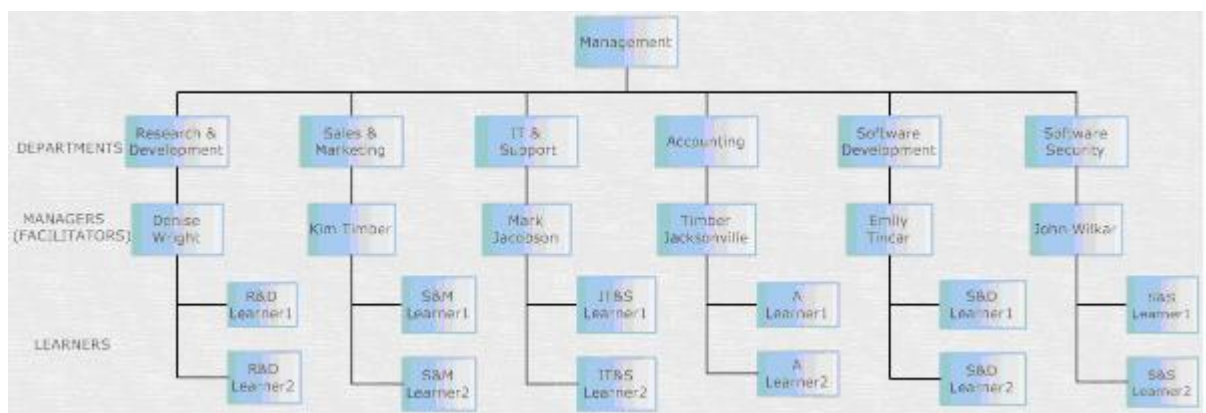 Management
DEPARTMENTS
Research &
Development
Sales &
Marketing
IT &
Support
Accounting
Software
Development
Software
Security
MANAGERS
(FACILITATORS)
Denise
Wright
Kim Timber
Mark
Jacobson
Timber
Jacksonville
Emily
Tincar
John Wilkar
R&D
Learner1
S&M
Learner1
IT&S
Learner1
A
Learner1
S&D
Learner1
S&S
Learner1
LEARNERS
R&D
Learner2
S&M
Learner2
IT&S
Learner2
A
Learner2
S&D
Learner2
S&S
Learner2